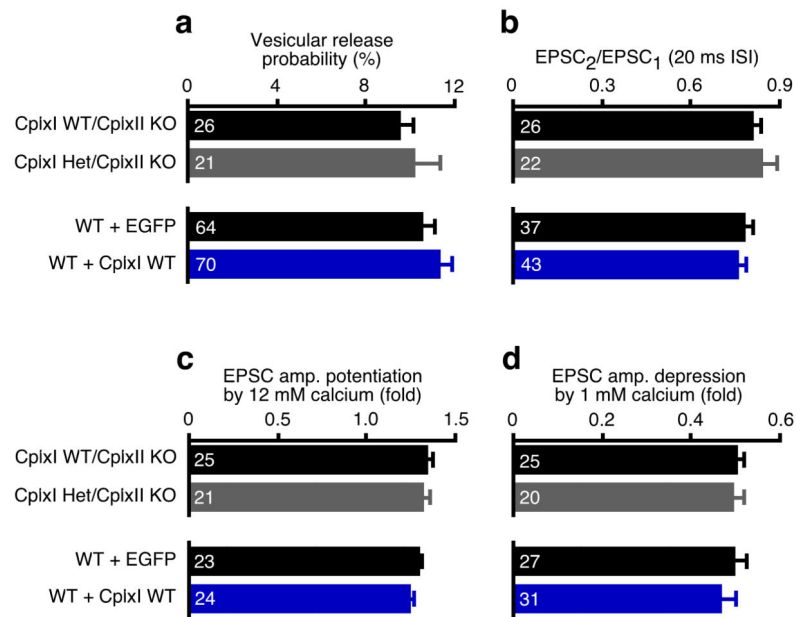 a
Vesicular release
probability (%)
0 4 8 12
CplxI WT/CplxII KO 26
CplxI Het/CplxII KO 21
WT + EGFP 64
WT + CplxI WT 70
b
EPSC₂/EPSC₁ (20 ms ISI)
0 0.3 0.6 0.9
26
22
37
43
c
EPSC amp. potentiation
by 12 mM calcium (fold)
0 0.5 1.0 1.5
CplxI WT/CplxII KO 25
CplxI Het/CplxII KO 21
WT + EGFP 23
WT + CplxI WT 24
d
EPSC amp. depression
by 1 mM calcium (fold)
0 0.2 0.4 0.6
25
20
27
31